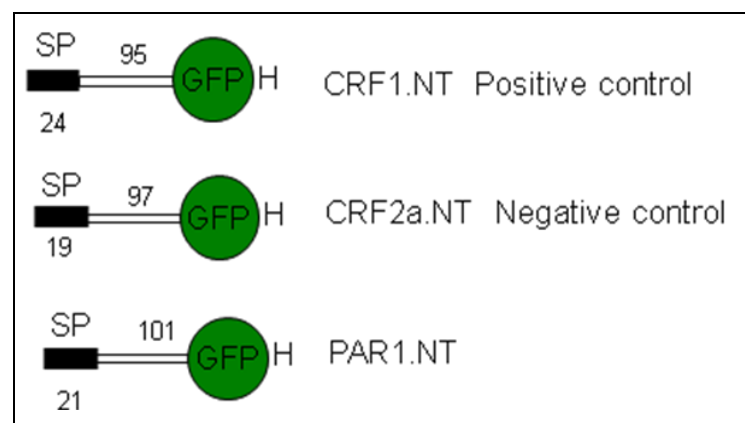 SP 95 GFP H CRF1.NT Positive control
24
SP 97 GFP H CRF2a.NT Negative control
19
SP 101 GFP H PAR1.NT
21